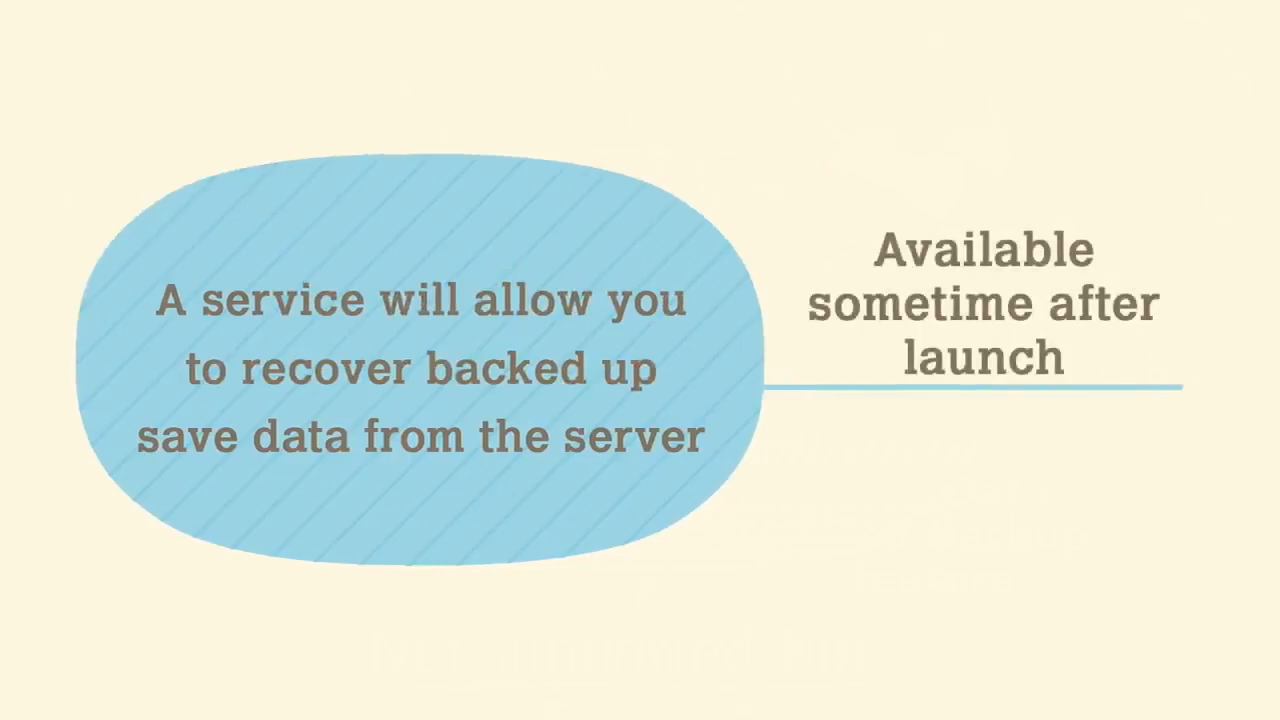 A service will allow you
to recover backed up
save data from the server
Available
sometime after
launch